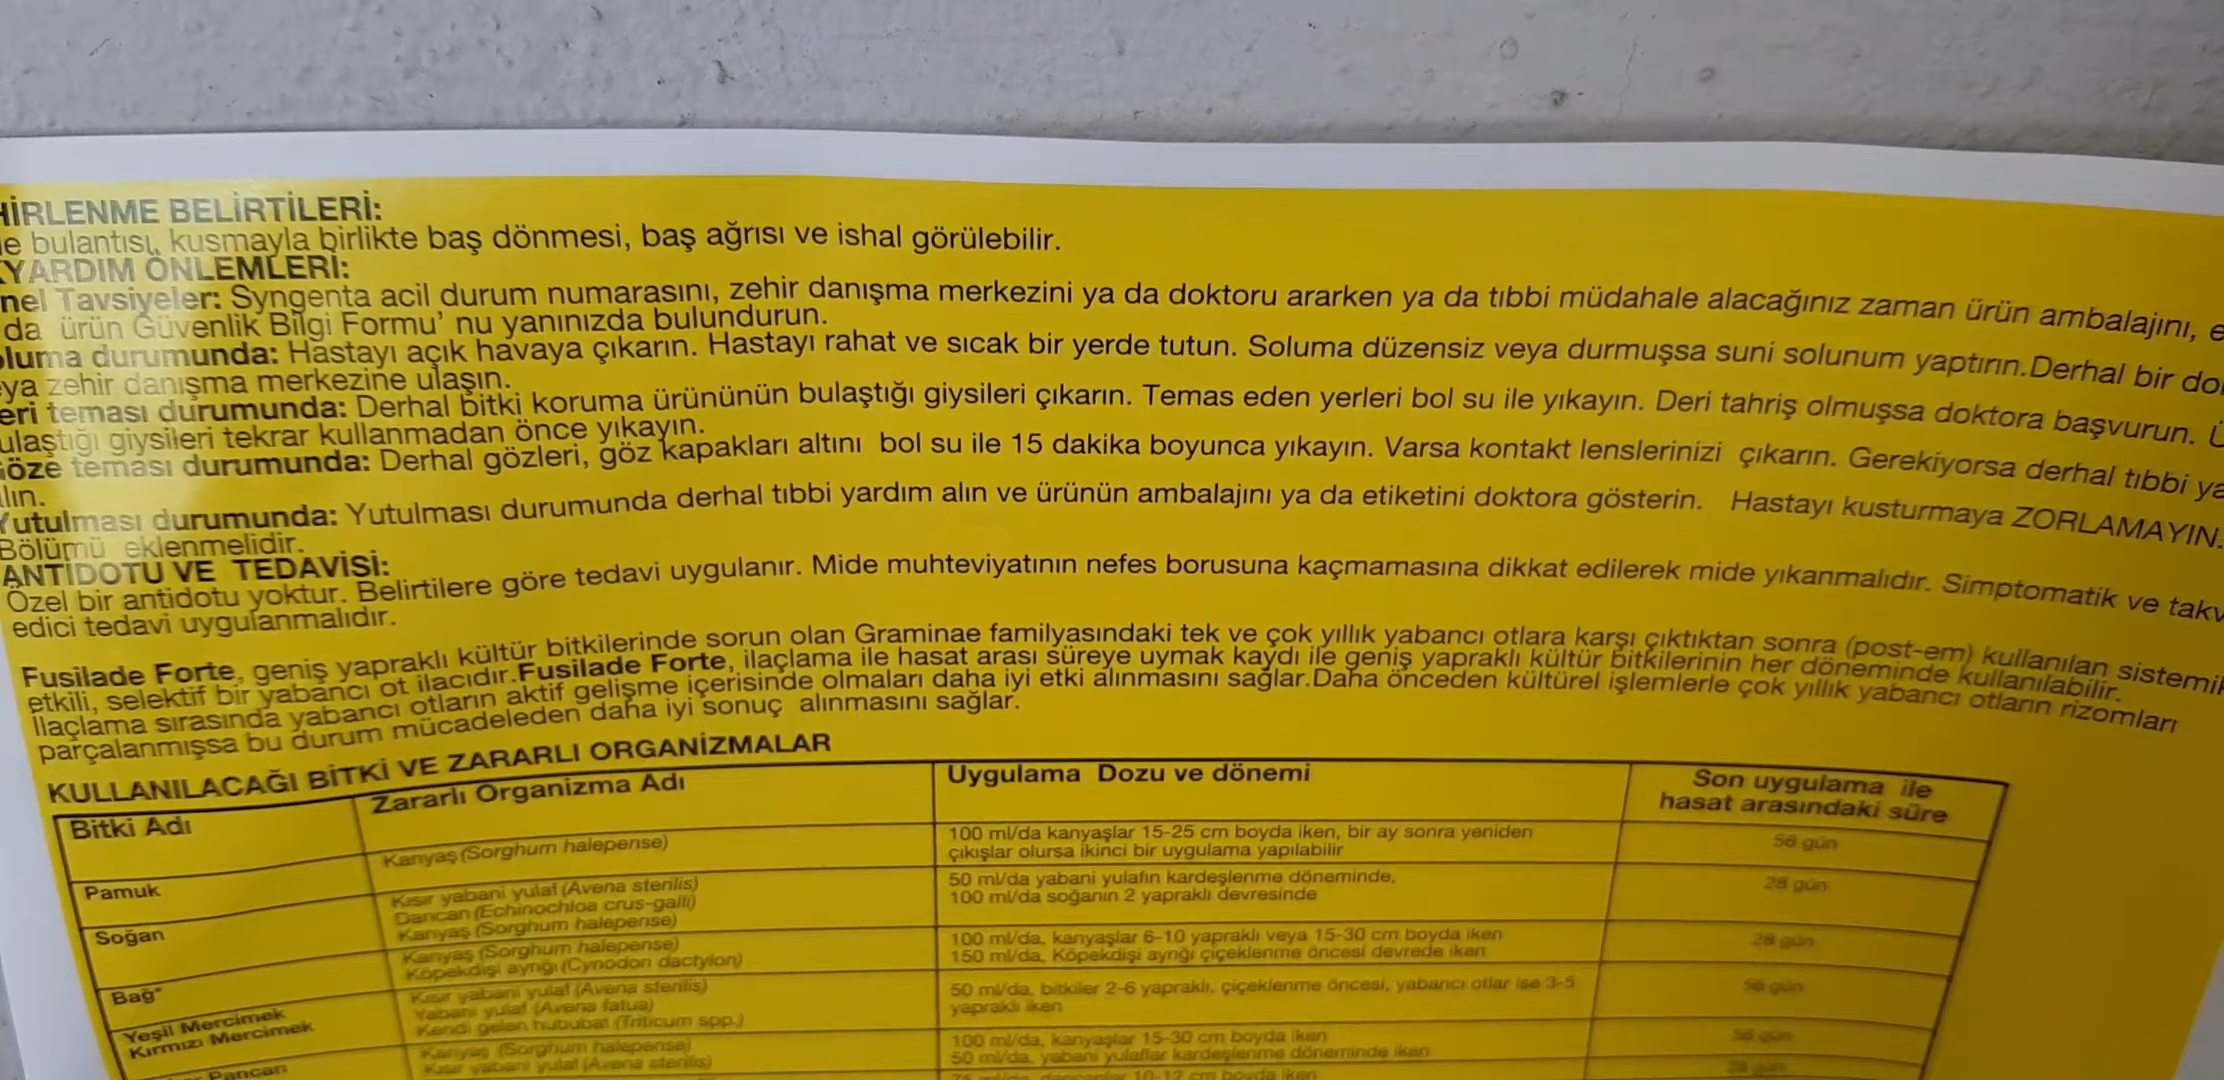 HİRLENME BELİRTİLERİ:
e bulantısı, kusmayla birlikte baş dönmesi, baş ağrısı ve ishal görülebilir.
KYARDIM ÖNLEMLERİ:
nel Tavsiyeler: Syngenta acil durum numarasını, zehir danışma merkezini ya da doktoru ararken ya da tıbbi müdahale alacağınız zaman ürün ambalajını, e
da ürün Güvenlik Bilgi Formu' nu yanınızda bulundurun.
oluma durumunda: Hastayı açık havaya çıkarın. Hastayı rahat ve sıcak bir yerde tutun. Soluma düzensiz veya durmuşsa suni solunum yaptırın.Derhal bir do
eya zehir danışma merkezine ulaşın.
eri teması durumunda: Derhal bitki koruma ürününün bulaştığı giysileri çıkarın. Temas eden yerleri bol su ile yıkayın. Deri tahriş olmuşsa doktora başvurun. Ü
ulaştığı giysileri tekrar kullanmadan önce yıkayın.
Göze teması durumunda: Derhal gözleri, göz kapakları altını bol su ile 15 dakika boyunca yıkayın. Varsa kontakt lenslerinizi çıkarın. Gerekiyorsa derhal tıbbi ya
lın.
Yutulması durumunda: Yutulması durumunda derhal tıbbi yardım alın ve ürünün ambalajını ya da etiketini doktora gösterin. Hastayı kusturmaya ZORLAMAYIN.
Bölümü eklenmelidir.
ANTİDOTU VE TEDAVİSİ:
Özel bir antidotu yoktur. Belirtilere göre tedavi uygulanır. Mide muhteviyatının nefes borusuna kaçmamasına dikkat edilerek mide yıkanmalıdır. Simptomatik ve takv
edici tedavi uygulanmalıdır.
Fusilade Forte, geniş yapraklı kültür bitkilerinde sorun olan Graminae familyasındaki tek ve çok yıllık yabancı otlara karşı çıktıktan sonra (post-em) kullanılan sistemik
etkili, selektif bir yabancı ot ilacıdır.Fusilade Forte, ilaçlama ile hasat arası süreye uymak kaydı ile geniş yapraklı kültür bitkilerinin her döneminde kullanılabilir.
İlaçlama sırasında yabancı otların aktif gelişme içerisinde olmaları daha iyi etki alınmasını sağlar.Daha önceden kültürel işlemlerle çok yıllık yabancı otların rizomları
parçalanmışsa bu durum mücadeleden daha iyi sonuç alınmasını sağlar.
KULLANILACAĞI BİTKİ VE ZARARLI ORGANİZMALAR
Bitki Adı
Zararlı Organizma Adı
Uygulama Dozu ve dönemi
Son uygulama ile
hasat arasındaki süre
Pamuk
Kanyaş (Sorghum halepense)
100 ml/da kanyaşlar 15-25 cm boyda iken, bir ay sonra yeniden
çıkışlar olursa ikinci bir uygulama yapılabilir
56 gün
Soğan
Kısır yabani yulaf (Avena sterilis)
Darıcan (Echinochloa crus-galli)
Kanyaş (Sorghum halepense)
50 ml/da yabani yulafın kardeşlenme döneminde,
100 ml/da soğanın 2 yapraklı devresinde
28 gün
Bağ*
Kanyaş (Sorghum halepense)
Köpekdişi ayrığı (Cynodon dactylon)
100 ml/da, kanyaşlar 6-10 yapraklı veya 15-30 cm boyda iken
150 ml/da, Köpekdişi ayrığı çiçeklenme öncesi devrede iken
28 gün
Yeşil Mercimek
Kırmızı Mercimek
Kısır yabani yulaf (Avena sterilis)
Yabani yulaf (Avena fatua)
Kendi gelen hububat (Triticum spp.)
50 ml/da, bitkiler 2-6 yapraklı, çiçeklenme öncesi, yabancı otlar ise 3-5
yapraklı iken
56 gün
Pancarı
Kanyaş (Sorghum halepense)
Kısır yabani yulaf (Avena sterilis)
100 ml/da, kanyaşlar 15-30 cm boyda iken
50 ml/da, yabani yulaflar kardeşlenme döneminde iken
56 gün
10-12 cm boyda iken
28 gün